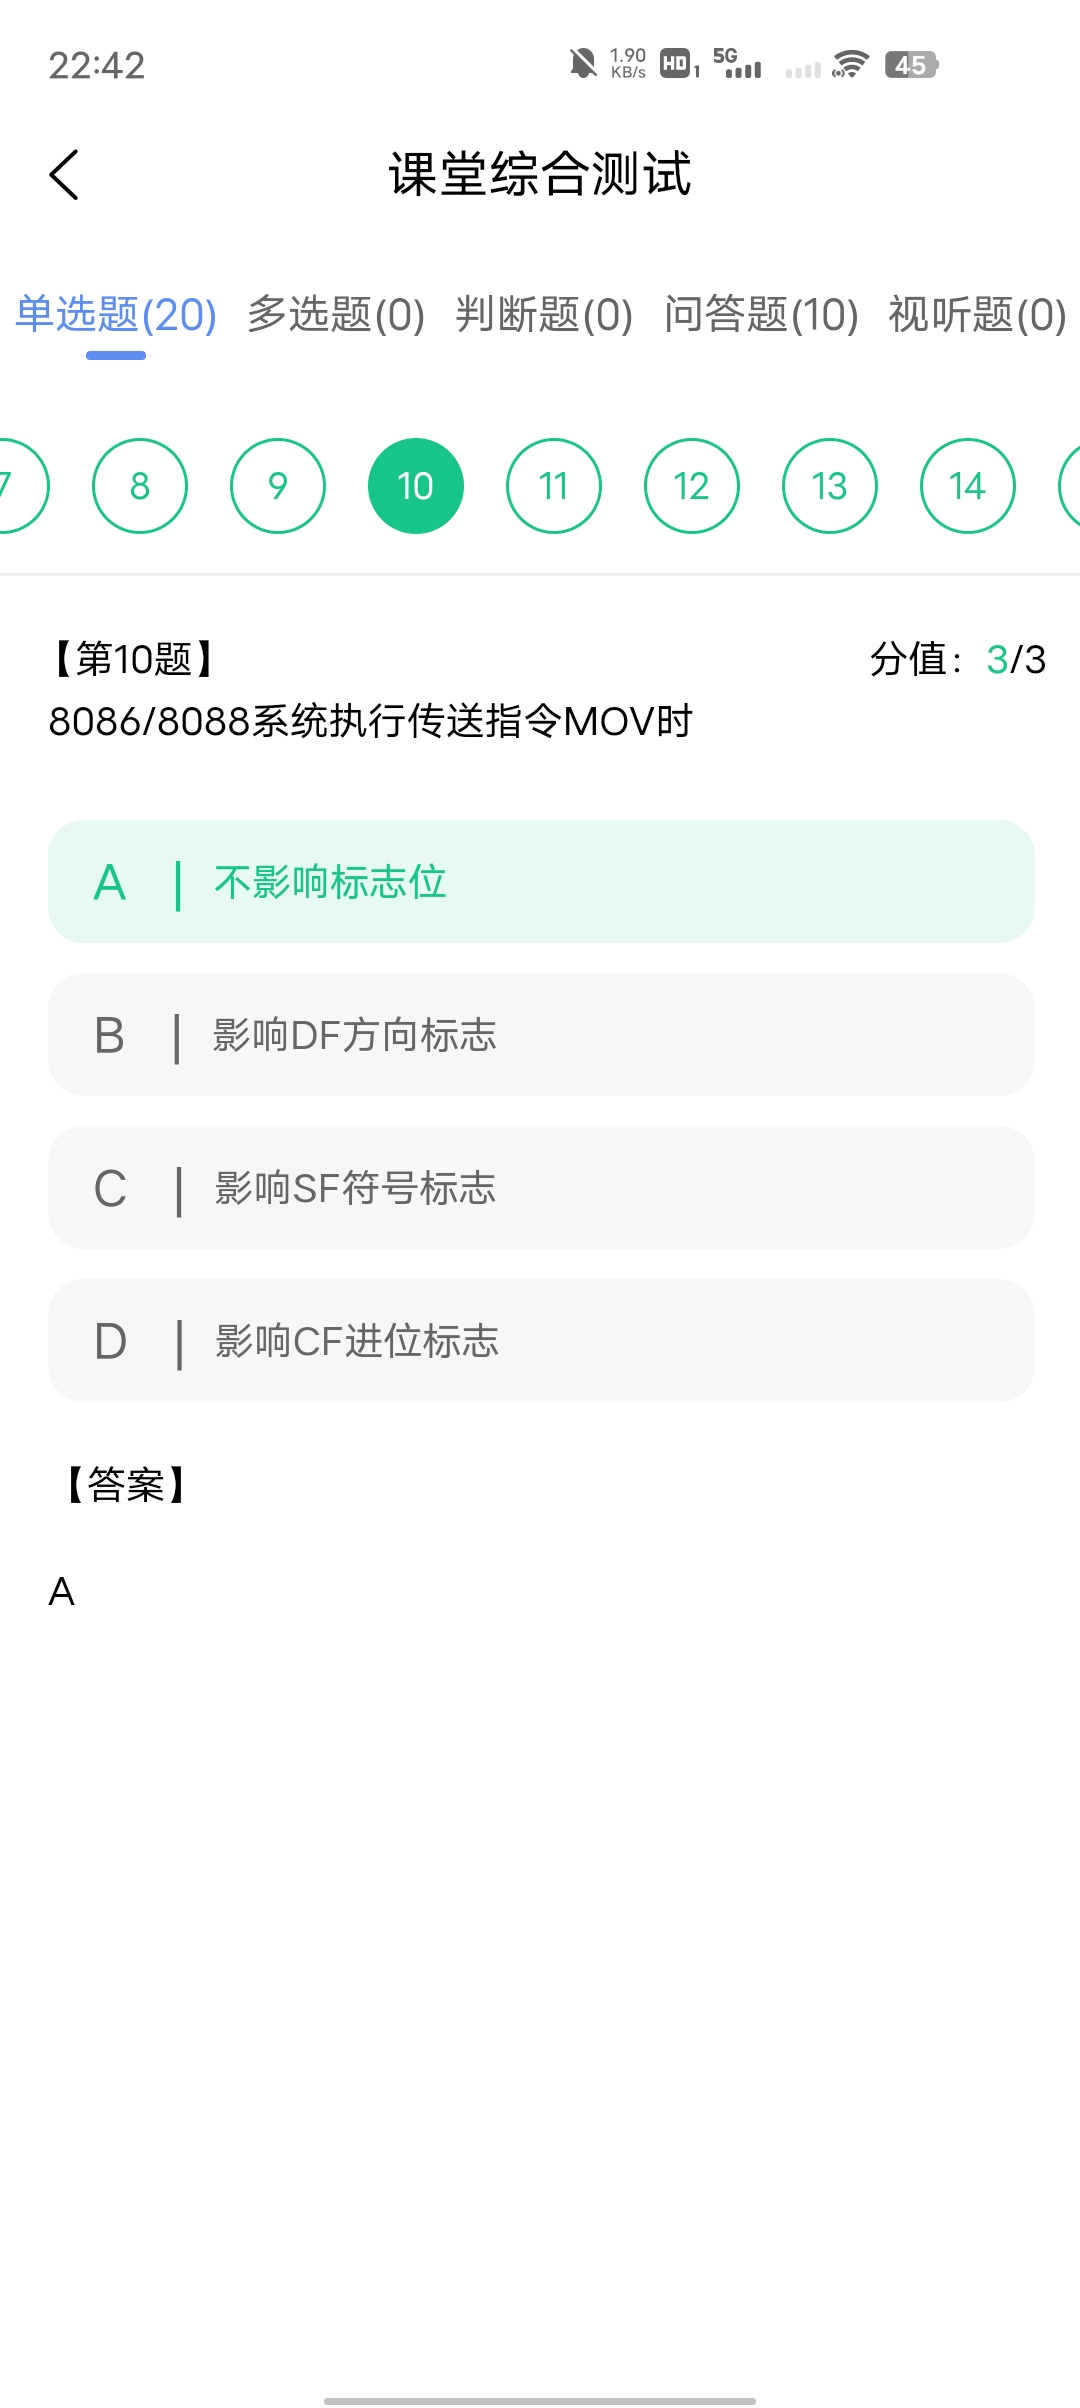 22:42 1.90 KB/s HD 1 5G 45
课堂综合测试
单选题(20) 多选题(0) 判断题(0) 问答题(10) 视听题(0)
7 8 9 10 11 12 13 14
【第10题】 分值：3/3
8086/8088系统执行传送指令MOV时
A | 不影响标志位
B | 影响DF方向标志
C | 影响SF符号标志
D | 影响CF进位标志
【答案】
A